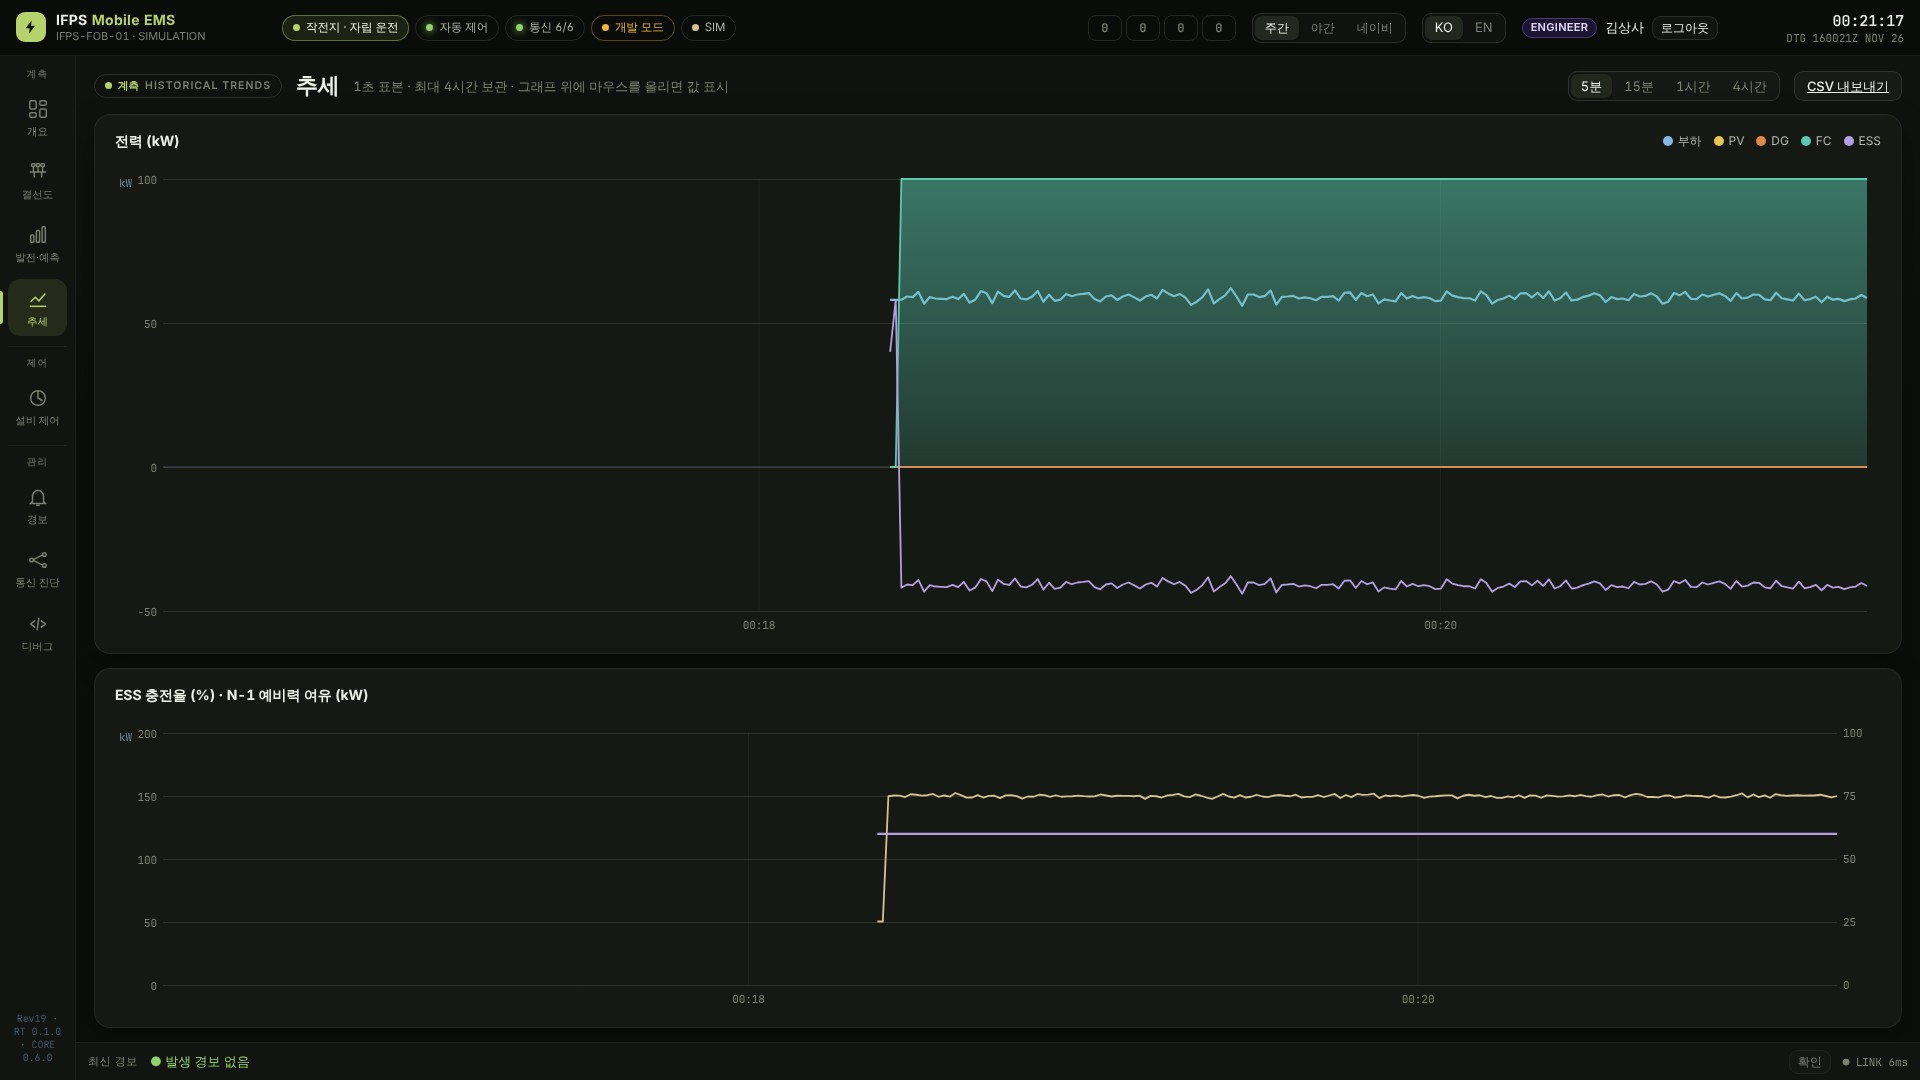 IFPS Mobile EMS
IFPS-FOB-01 · SIMULATION
작전지 · 자립 운전
자동 제어
통신 6/6
개발 모드
SIM
0 0 0 0
주간 야간 네이비
KO EN
ENGINEER 김상사 로그아웃
00:21:17
DTG 160021Z NOV 26
계측
개요
결선도
발전·예측
추세
제어
설비 제어
관리
경보
통신 진단
디버그
Rev19 ·
RT 0.1.0
· CORE
0.6.0
계측 HISTORICAL TRENDS
추세
1초 표본 · 최대 4시간 보관 · 그래프 위에 마우스를 올리면 값 표시
5분 15분 1시간 4시간
CSV 내보내기
전력 (kW)
부하 PV DG FC ESS
kW 100
50
0
-50
00:18 00:20
ESS 충전율 (%) · N-1 예비력 여유 (kW)
kW 200 100
150 75
100 50
50 25
0 0
00:18 00:20
최신 경보 발생 경보 없음
확인 LINK 6ms